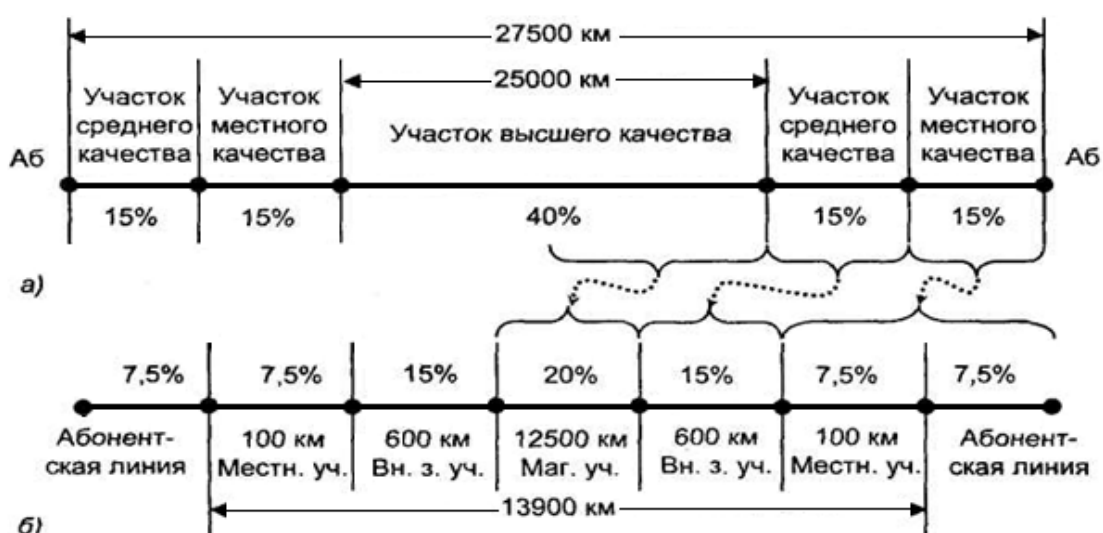 27500 км
25000 км
Участок среднего качества
Участок местного качества
Участок высшего качества
Участок среднего качества
Участок местного качества
Аб
Аб
15%
15%
40%
15%
15%
а)
7,5%
7,5%
15%
20%
15%
7,5%
7,5%
Абонент-
ская линия
100 км
Местн. уч.
600 км
Вн. з. уч.
12500 км
Маг. уч.
600 км
Вн. з. уч.
100 км
Местн. уч.
Абонент-
ская линия
13900 км
б)